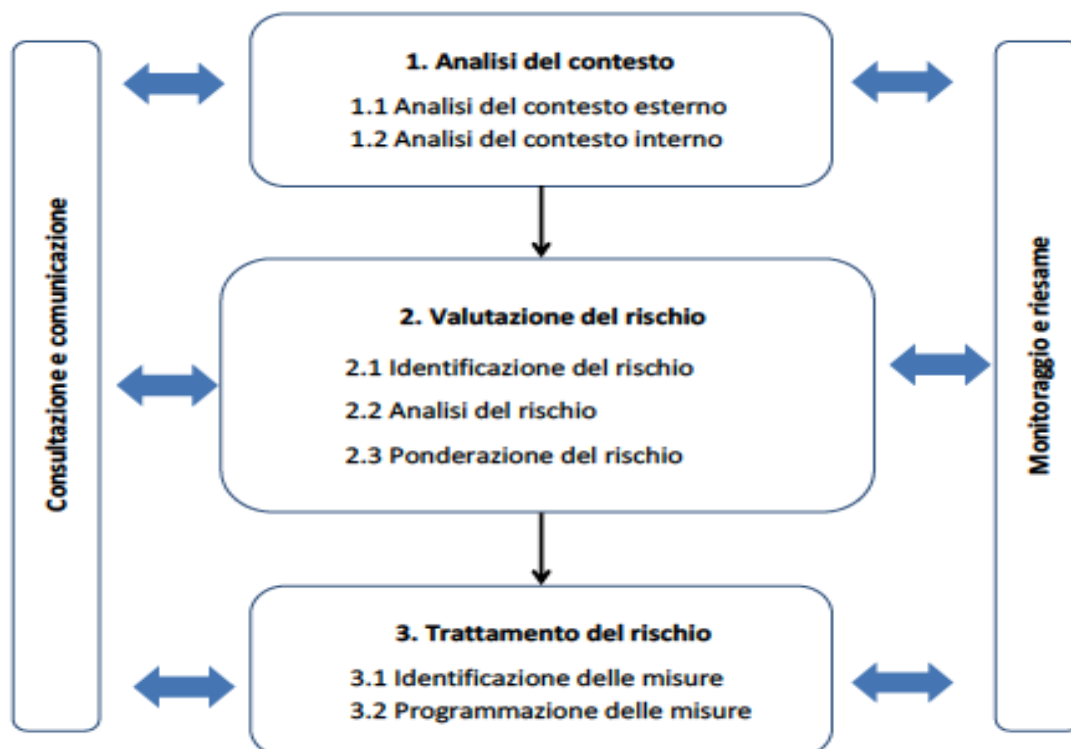 Consultazione e comunicazione
1. Analisi del contesto
1.1 Analisi del contesto esterno
1.2 Analisi del contesto interno
2. Valutazione del rischio
2.1 Identificazione del rischio
2.2 Analisi del rischio
2.3 Ponderazione del rischio
3. Trattamento del rischio
3.1 Identificazione delle misure
3.2 Programmazione delle misure
Monitoraggio e riesame